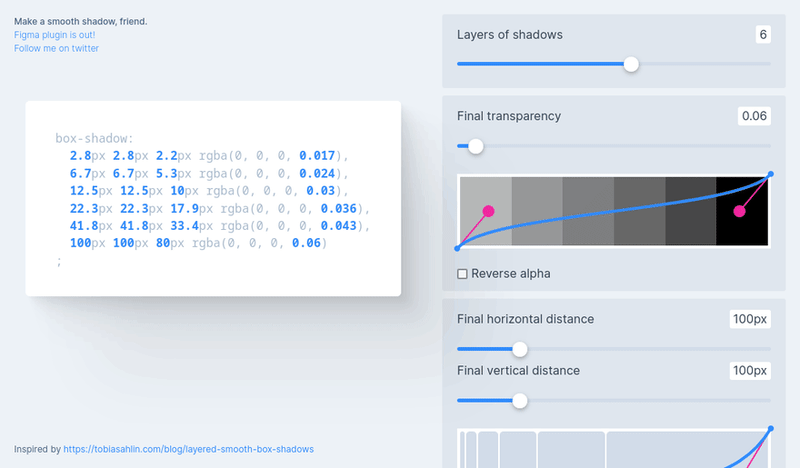 Make a smooth shadow, friend.
Figma plugin is out!
Follow me on twitter
box-shadow:
2.8px 2.8px 2.2px rgba(0, 0, 0, 0.017),
6.7px 6.7px 5.3px rgba(0, 0, 0, 0.024),
12.5px 12.5px 10px rgba(0, 0, 0, 0.03),
22.3px 22.3px 17.9px rgba(0, 0, 0, 0.036),
41.8px 41.8px 33.4px rgba(0, 0, 0, 0.043),
100px 100px 80px rgba(0, 0, 0, 0.06)
;
Inspired by https://tobiasahlin.com/blog/layered-smooth-box-shadows
Layers of shadows 6
Final transparency 0.06
Reverse alpha
Final horizontal distance 100px
Final vertical distance 100px